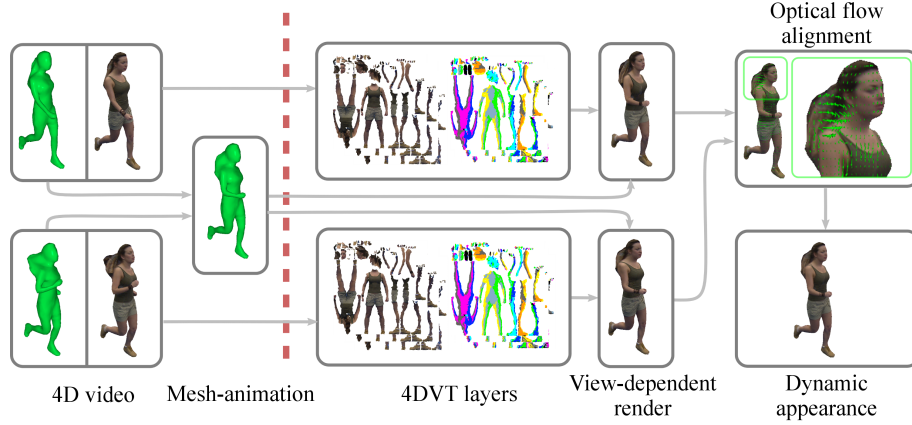 Optical flow
alignment
4D video
Mesh-animation
4DVT layers
View-dependent
render
Dynamic
appearance